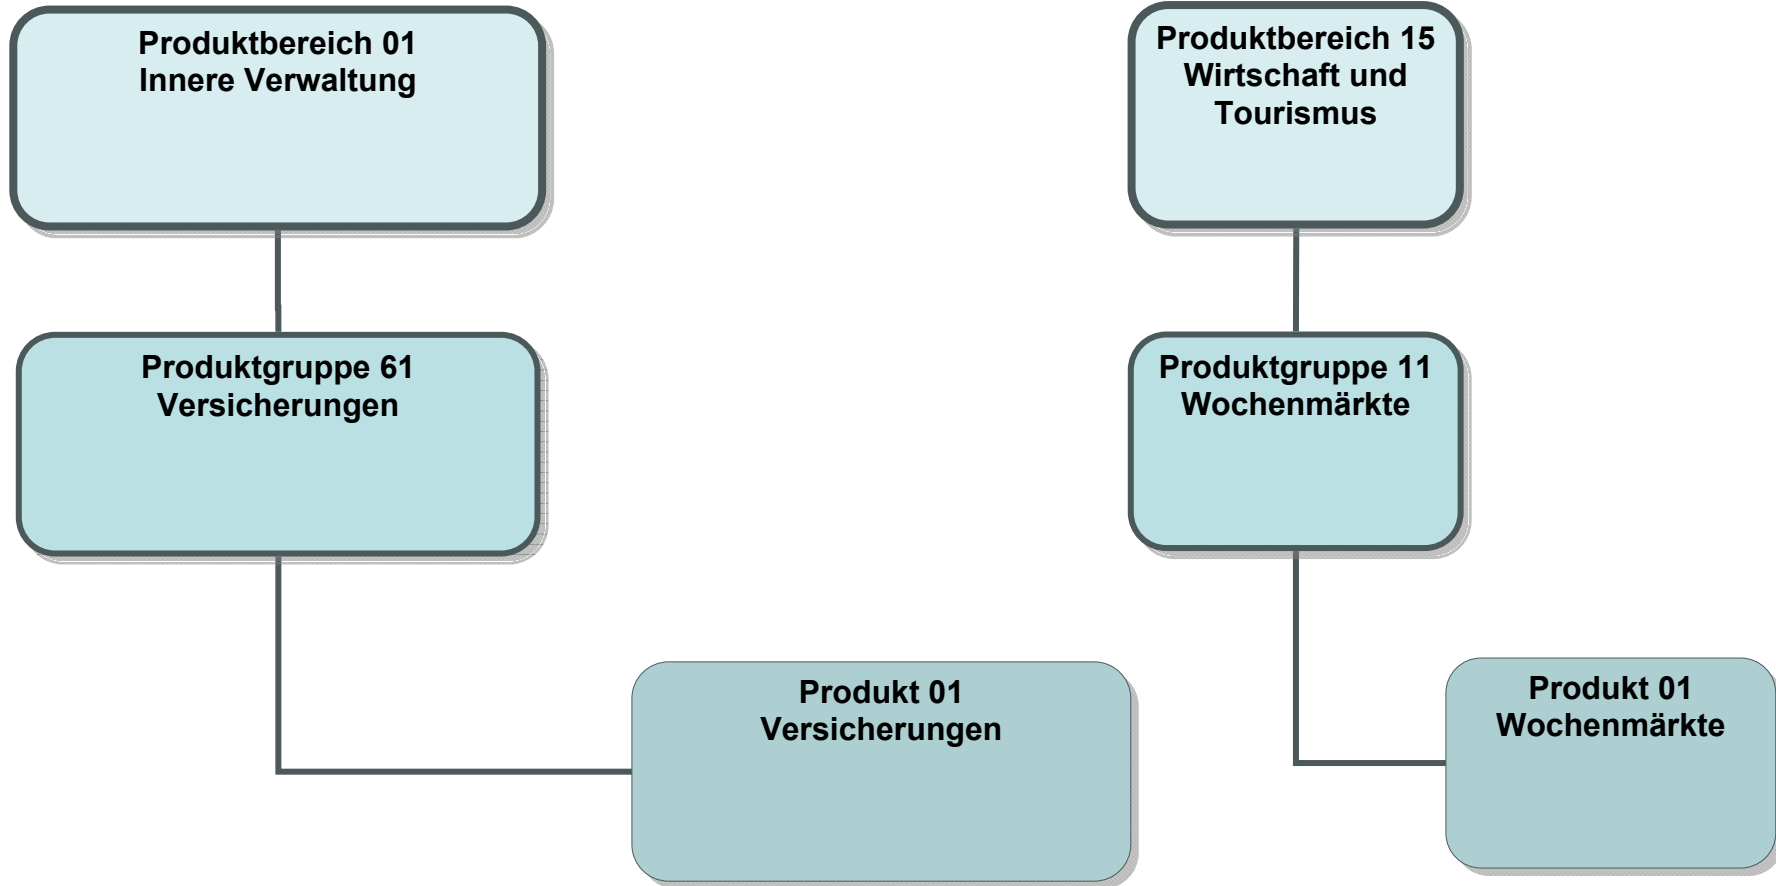 Produktbereich 01
Innere Verwaltung
Produktbereich 15
Wirtschaft und
Tourismus
Produktgruppe 61
Versicherungen
Produktgruppe 11
Wochenmärkte
Produkt 01
Versicherungen
Produkt 01
Wochenmärkte